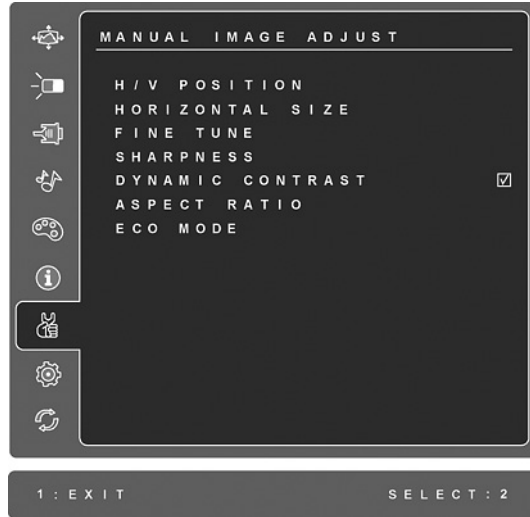 MANUAL IMAGE ADJUST
H/V POSITION
HORIZONTAL SIZE
FINE TUNE
SHARPNESS
DYNAMIC CONTRAST
ASPECT RATIO
ECO MODE
1:EXIT SELECT:2